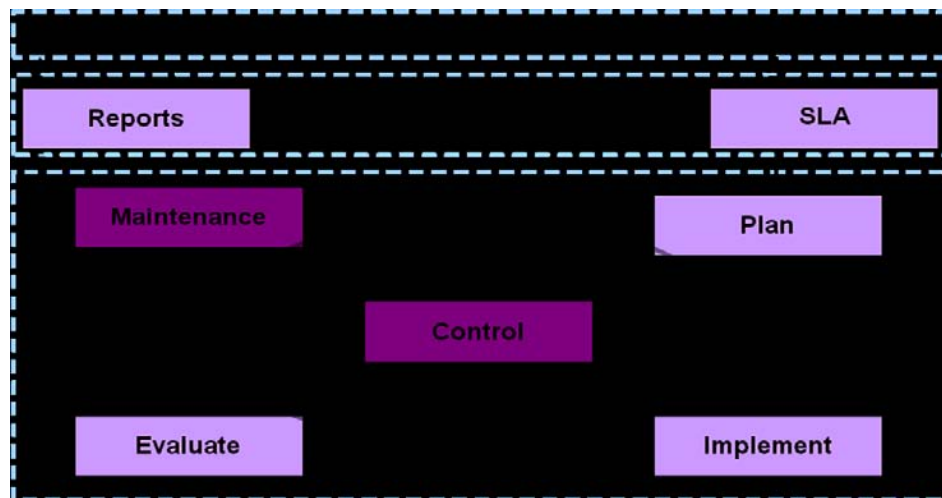 Reports
SLA
Maintenance
Plan
Control
Evaluate
Implement